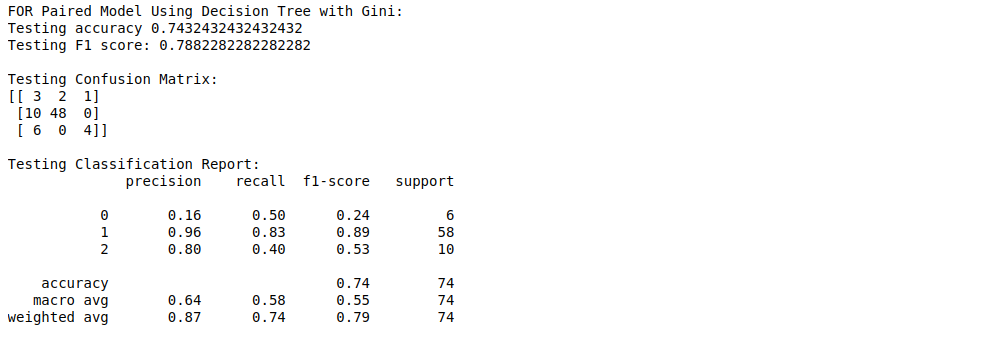 FOR Paired Model Using Decision Tree with Gini:
Testing accuracy 0.7432432432432432
Testing F1 score: 0.7882282282282282
Testing Confusion Matrix:
[[ 3  2  1]
 [10 48  0]
 [ 6  0  4]]
Testing Classification Report:
              precision    recall  f1-score   support
           0       0.16      0.50      0.24         6
           1       0.96      0.83      0.89        58
           2       0.80      0.40      0.53        10
    accuracy                           0.74        74
   macro avg       0.64      0.58      0.55        74
weighted avg       0.87      0.74      0.79        74